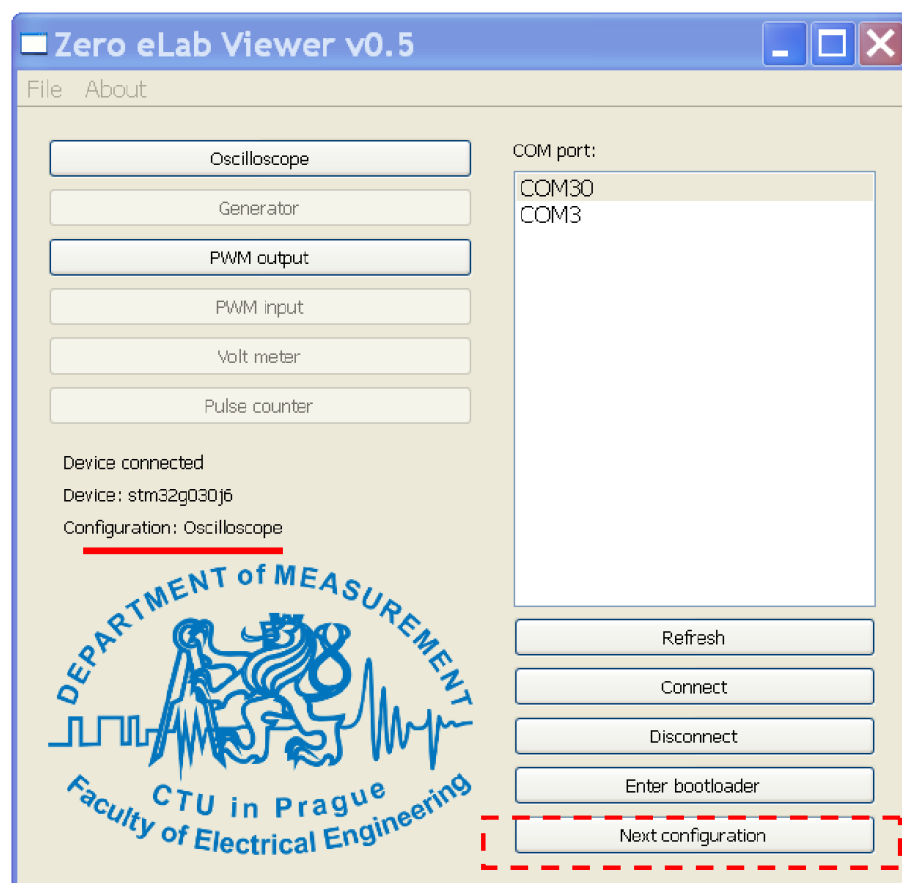 Zero eLab Viewer v0.5
File About
Oscilloscope
Generator
PWM output
PWM input
Volt meter
Pulse counter
Device connected
Device: stm32g030j6
Configuration: Oscilloscope
DEPARTMENT of MEASUREMENT
CTU in Prague
Faculty of Electrical Engineering
COM port:
COM30
COM3
Refresh
Connect
Disconnect
Enter bootloader
Next configuration